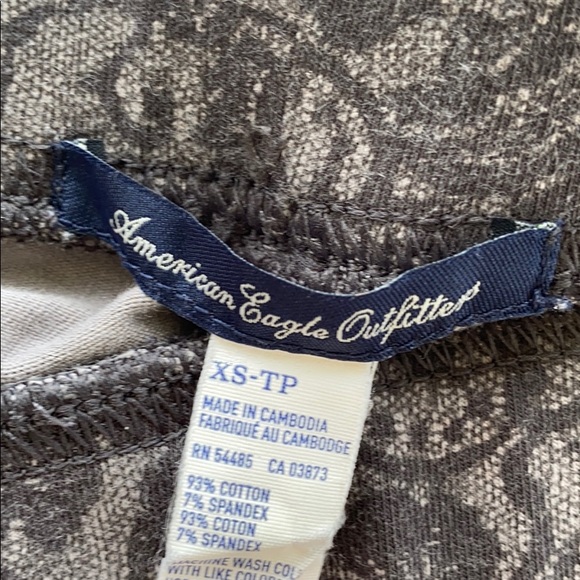 American Eagle Outfitters
XS-TP
MADE IN CAMBODIA
FABRIQUÉ AU CAMBODGE
RN 54485 CA 03873
93% COTTON
7% SPANDEX
93% COTON
7% SPANDEX
WASH
WITH LIKE